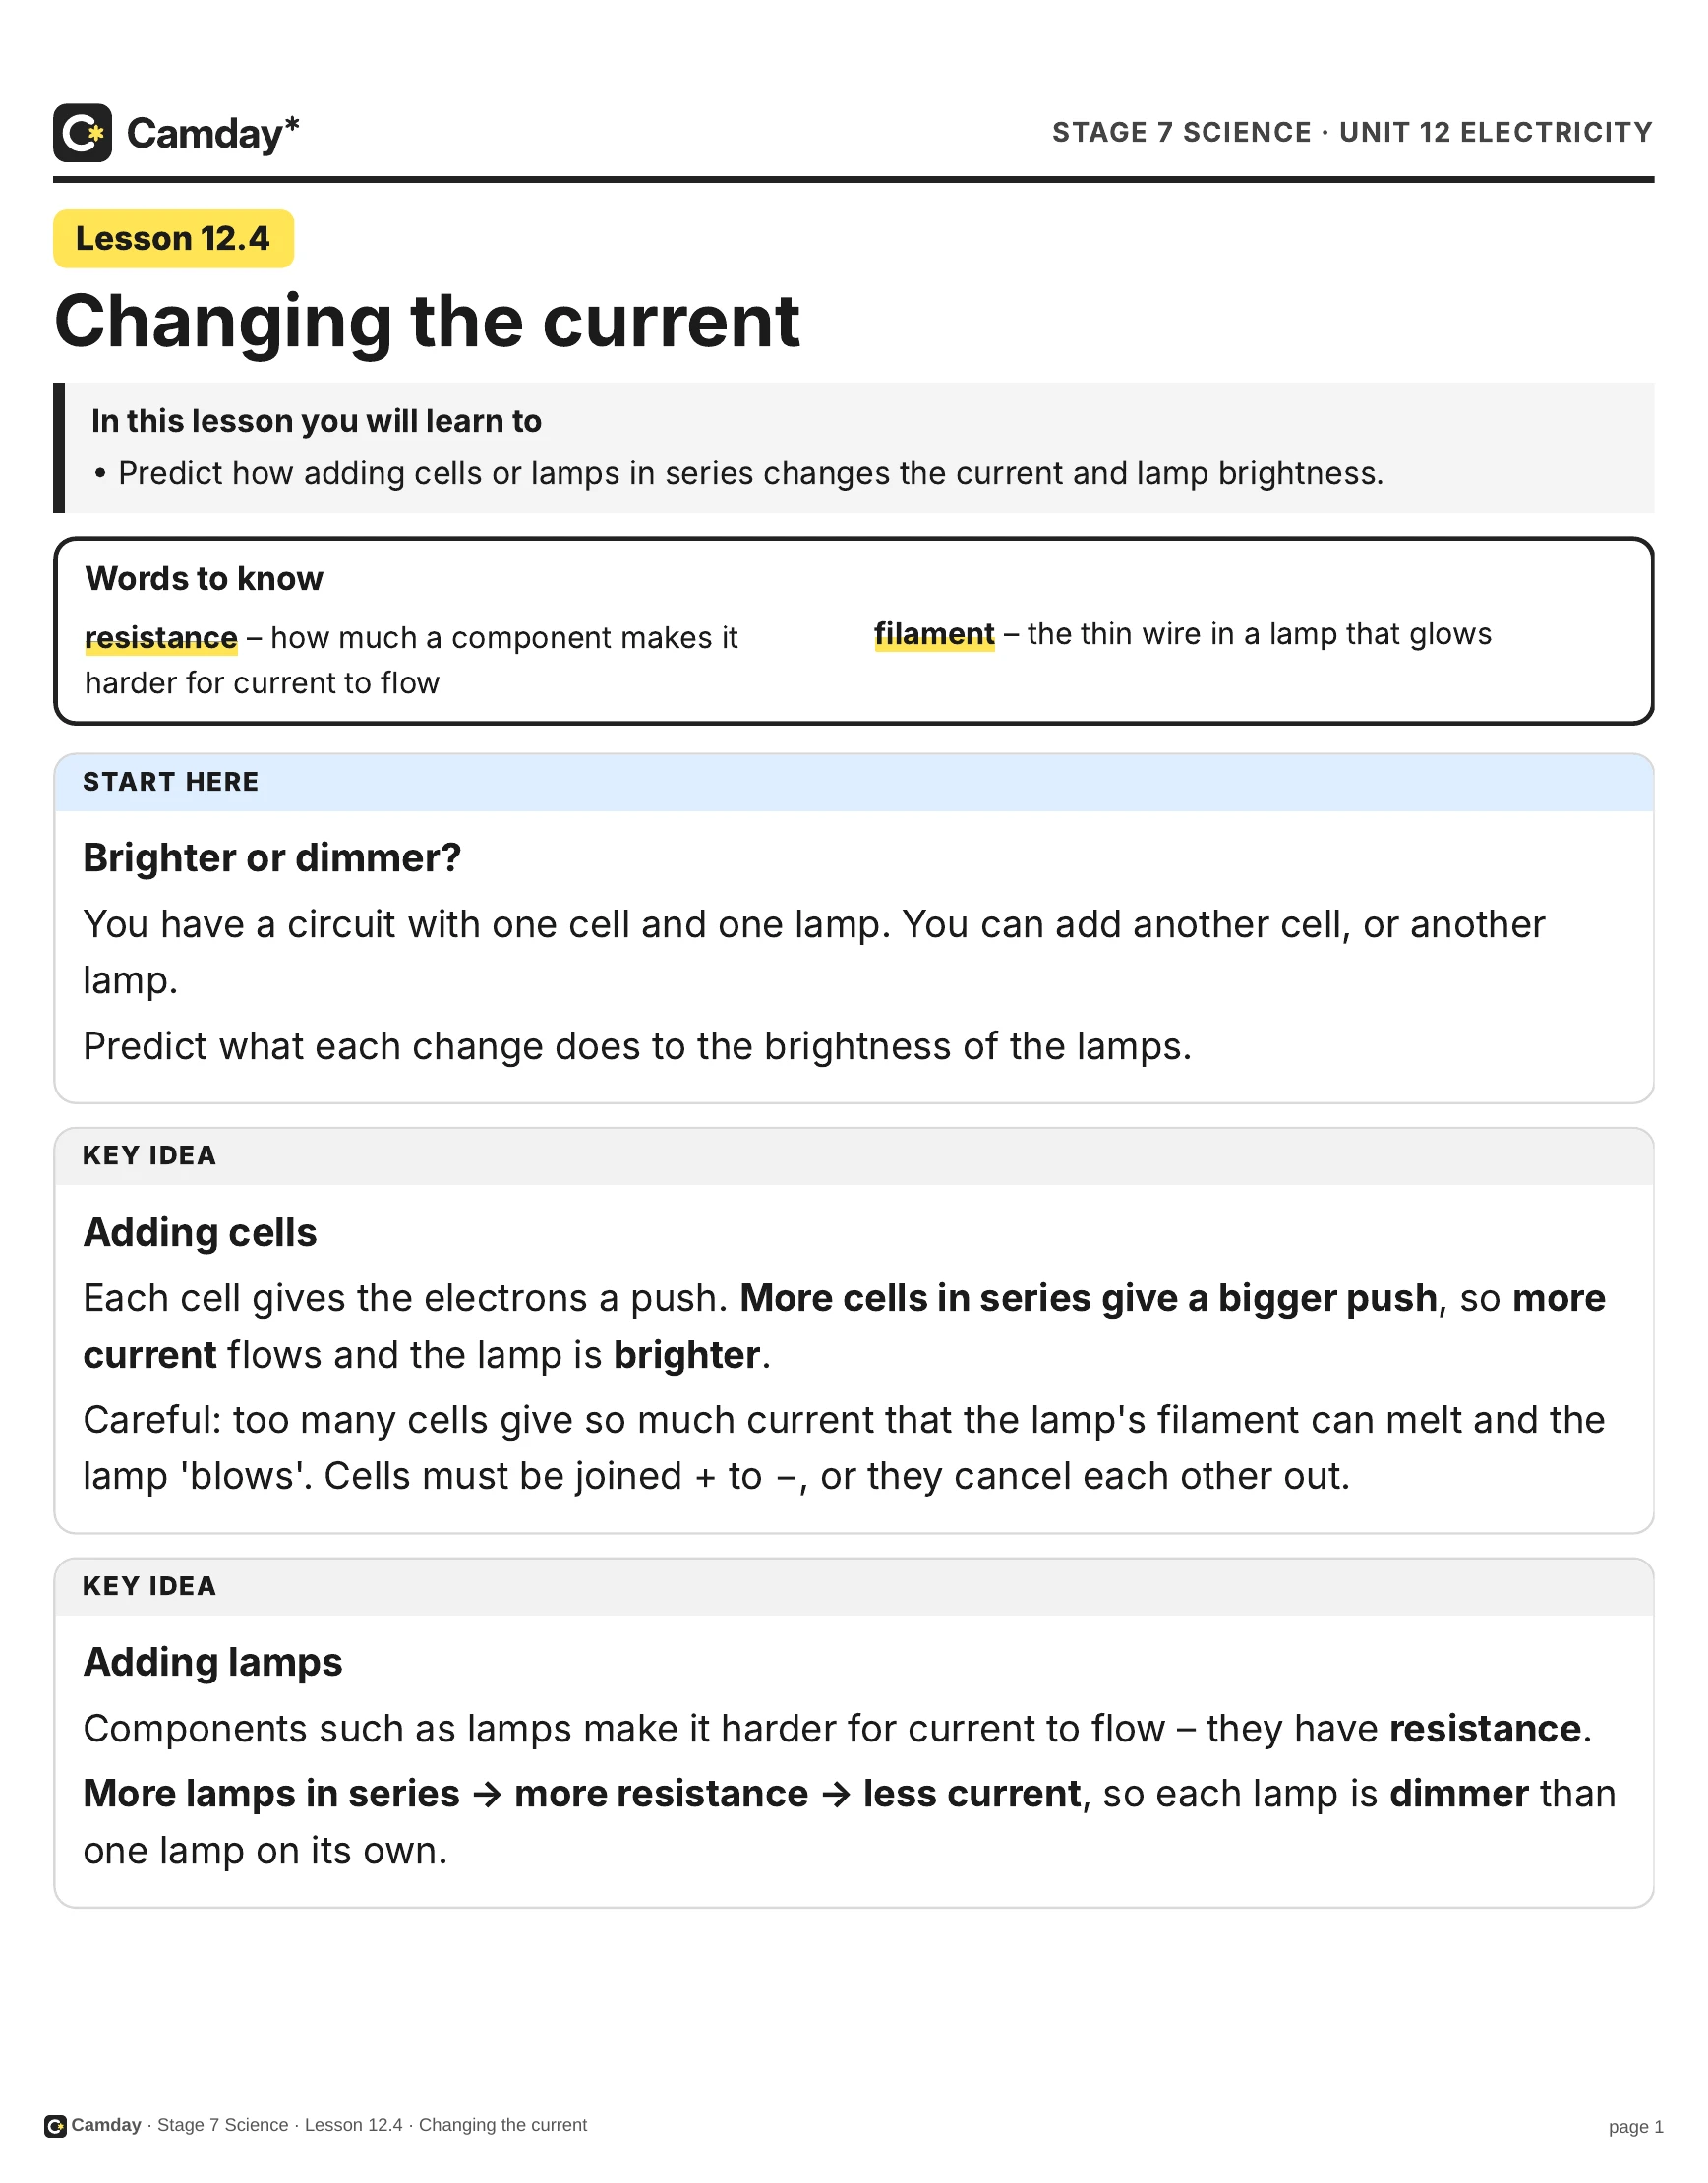 Camday*
STAGE 7 SCIENCE · UNIT 12 ELECTRICITY
Lesson 12.4
Changing the current
In this lesson you will learn to
• Predict how adding cells or lamps in series changes the current and lamp brightness.
Words to know
resistance – how much a component makes it
harder for current to flow
filament – the thin wire in a lamp that glows
START HERE
Brighter or dimmer?
You have a circuit with one cell and one lamp. You can add another cell, or another
lamp.
Predict what each change does to the brightness of the lamps.
KEY IDEA
Adding cells
Each cell gives the electrons a push. More cells in series give a bigger push, so more
current flows and the lamp is brighter.
Careful: too many cells give so much current that the lamp's filament can melt and the
lamp 'blows'. Cells must be joined + to −, or they cancel each other out.
KEY IDEA
Adding lamps
Components such as lamps make it harder for current to flow – they have resistance.
More lamps in series → more resistance → less current, so each lamp is dimmer than
one lamp on its own.
Camday · Stage 7 Science · Lesson 12.4 · Changing the current
page 1